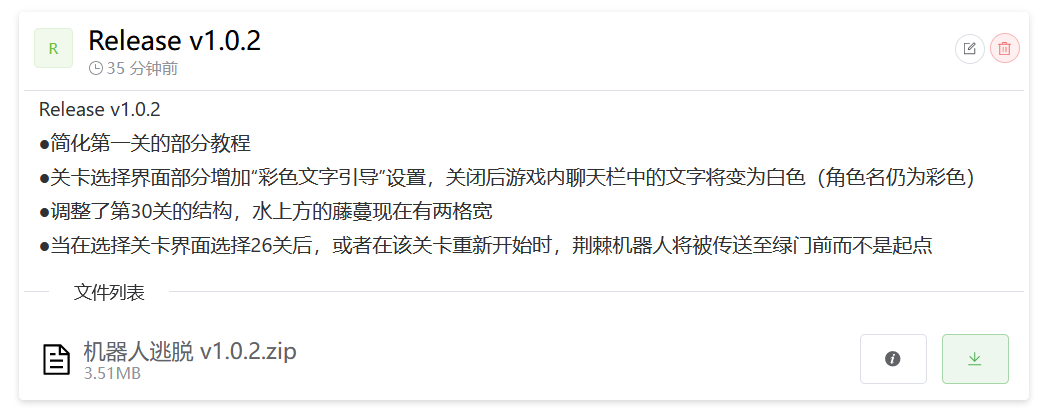 R
Release v1.0.2
35 分钟前
Release v1.0.2
●简化第一关的部分教程
●关卡选择界面部分增加“彩色文字引导”设置，关闭后游戏内聊天栏中的文字将变为白色（角色名仍为彩色）
●调整了第30关的结构，水上方的藤蔓现在有两格宽
●当在选择关卡界面选择26关后，或者在该关卡重新开始时，荆棘机器人将被传送至绿门前而不是起点
文件列表
机器人逃脱 v1.0.2.zip
3.51MB